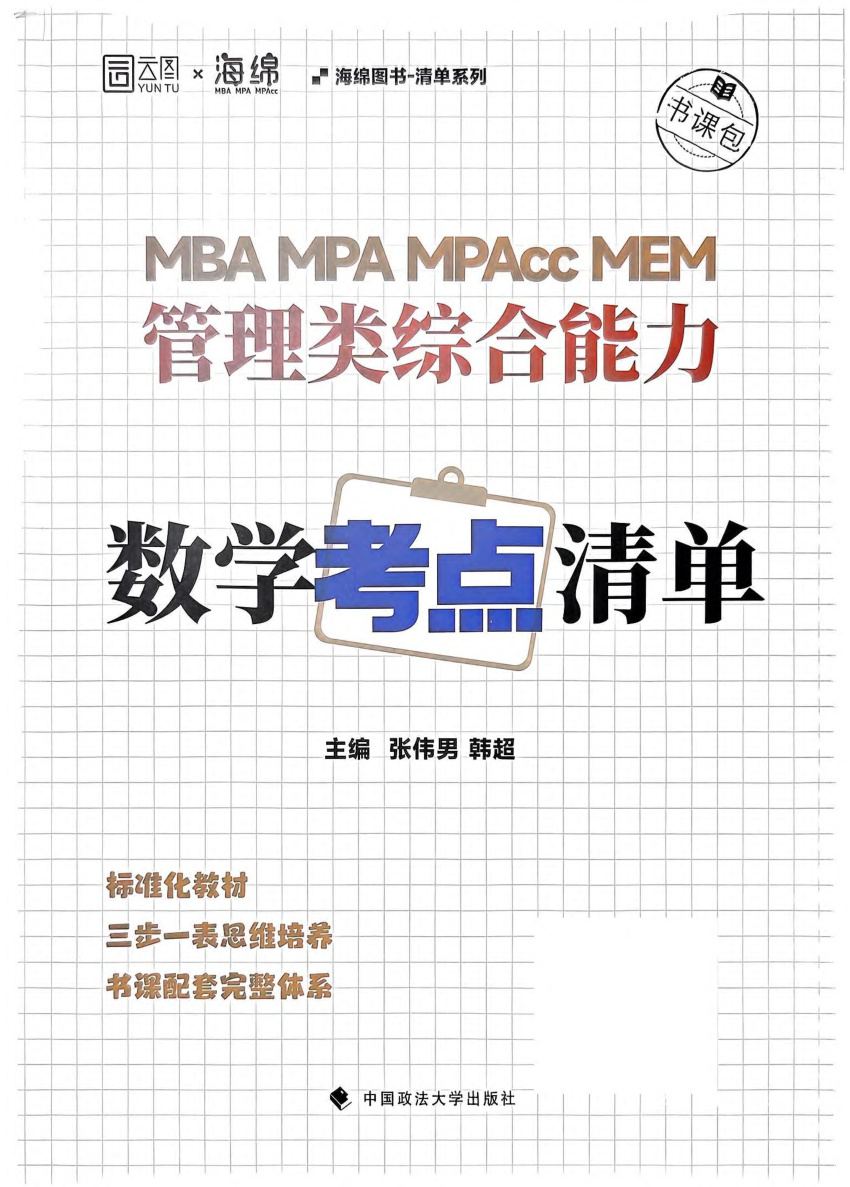 云图 × 海绵 海绵图书-清单系列
YUN TU MBA MPA MPAcc
书课包
MBA MPA MPAcc MEM
管理类综合能力
数学考点清单
主编 张伟男 韩超
标准化教材
三步一表思维培养
书课配套完整体系
中国政法大学出版社